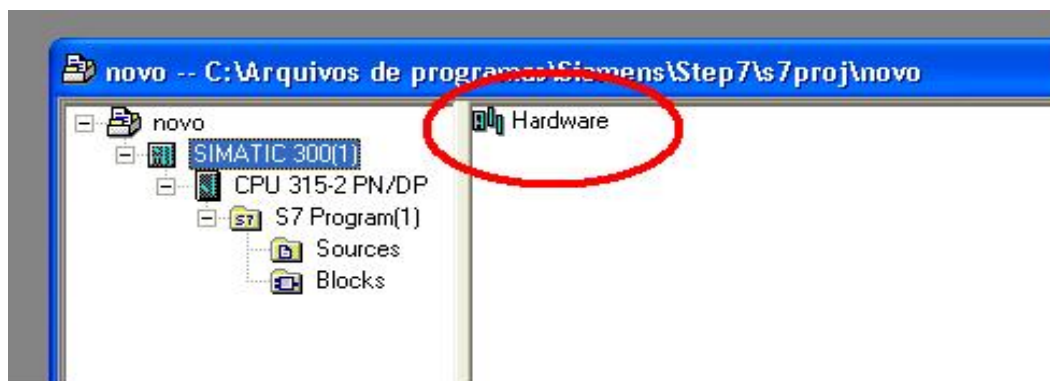 novo -- C:\Arquivos de programas\Siemens\Step7\s7proj\novo
novo
SIMATIC 300(1)
CPU 315-2 PN/DP
S7 Program(1)
Sources
Blocks
Hardware